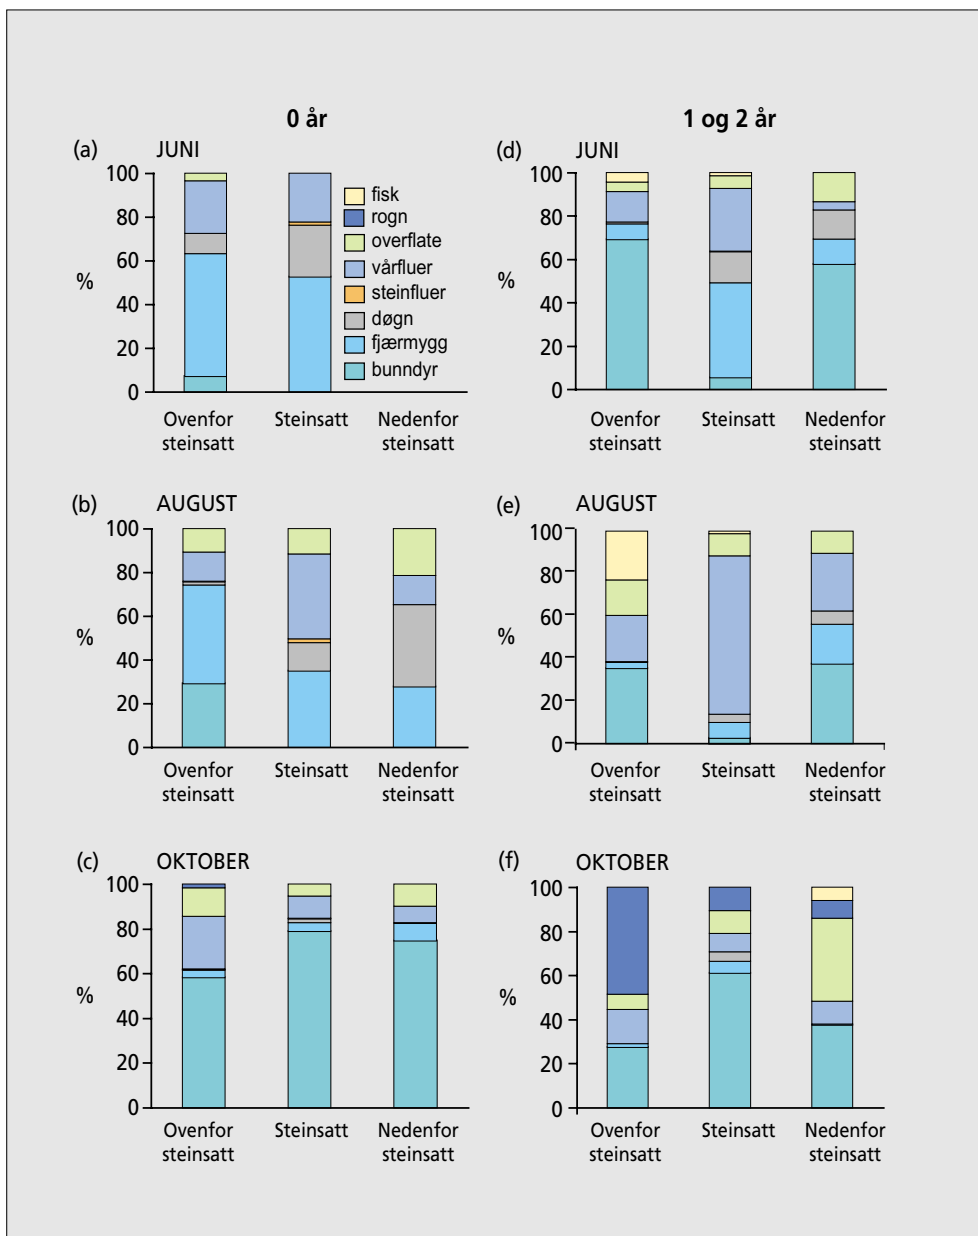 0 år
1 og 2 år
(a) JUNI
100
80
60
40
20
0
%
fisk
rogn
overflate
vårfluer
steinfluer
døgn
fjærmygg
bunndyr
Ovenfor steinsatt
Steinsatt
Nedenfor steinsatt
(d) JUNI
100
80
60
40
20
0
%
Ovenfor steinsatt
Steinsatt
Nedenfor steinsatt
(b) AUGUST
100
80
60
40
20
0
%
Ovenfor steinsatt
Steinsatt
Nedenfor steinsatt
(e) AUGUST
100
80
60
40
20
0
%
Ovenfor steinsatt
Steinsatt
Nedenfor steinsatt
(c) OKTOBER
100
80
60
40
20
0
%
Ovenfor steinsatt
Steinsatt
Nedenfor steinsatt
(f) OKTOBER
100
80
60
40
20
0
%
Ovenfor steinsatt
Steinsatt
Nedenfor steinsatt